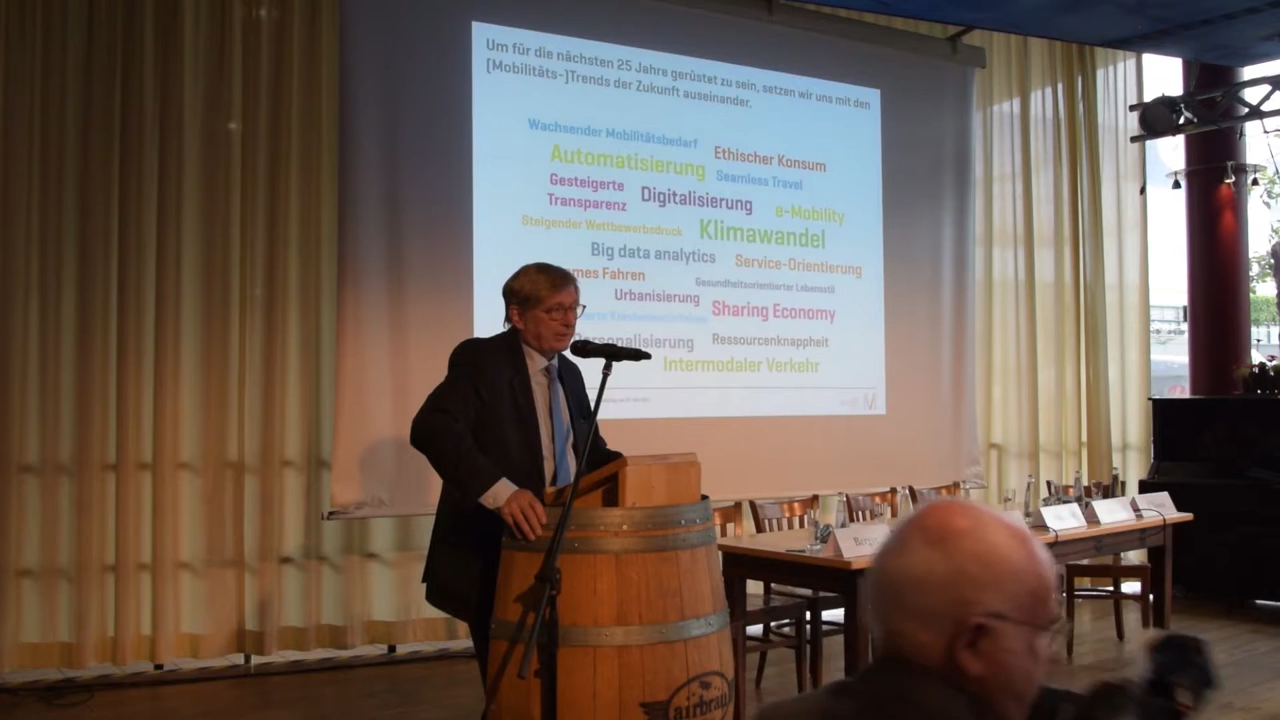 Um für die nächsten 25 Jahre gerüstet zu sein, setzen wir uns mit den
(Mobilitäts-)Trends der Zukunft auseinander.
Wachsender Mobilitätsbedarf
Ethischer Konsum
Automatisierung
Seamless Travel
Gesteigerte
Transparenz
Digitalisierung
e-Mobility
Steigender Wettbewerbsdruck
Klimawandel
Big data analytics
Service-Orientierung
Fahren
Gesundheitsorientierter Lebensstil
Urbanisierung
Sharing Economy
Personalisierung
Ressourcenknappheit
Intermodaler Verkehr
M
airbräu